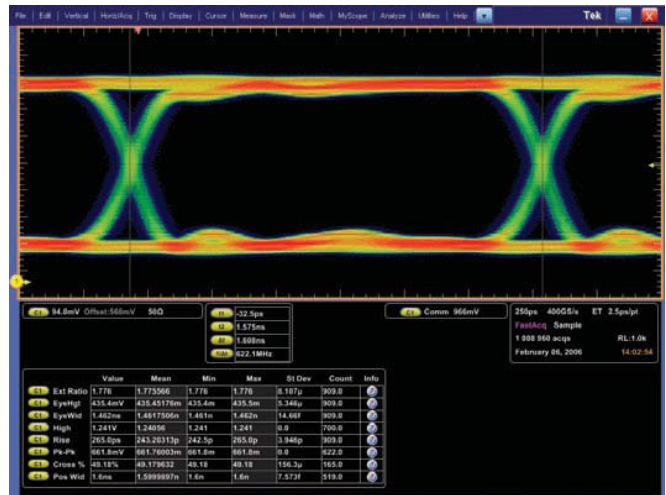 File | Edit | Vertical | Horiz/Acq | Trig | Display | Cursor | Measure | Mask | Math | MyScope | Analyze | Utilities | Help Tek
C1 94.0mV Offset:560mV 50Ω
t1 -32.5ps
t2 1.575ns
Δt 1.608ns
1/Δt 622.1MHz
C1 Comm 966mV
250ps 400GS/s ET 2.5ps/pt
FastAcq Sample
1 008 960 acqs RL:1.0k
February 06, 2006 14:02:54
Value Mean Min Max St Dev Count Info
C1 Ext Ratio 1.776 1.775566 1.776 1.776 8.107µ 909.0
C1 EyeHgt 435.4mV 435.45176m 435.4m 435.5m 5.346µ 909.0
C1 EyeWid 1.462ns 1.4617506n 1.461n 1.462n 14.66f 909.0
C1 High 1.241V 1.24056 1.241 1.241 0.0 700.0
C1 Rise 265.0ps 243.20313p 242.5p 265.0p 3.946p 909.0
C1 Pk-Pk 661.8mV 661.76003m 661.8m 661.8m 0.0 622.0
C1 Cross % 49.18% 49.179632 49.18 49.18 156.3µ 165.0
C1 Pos Wid 1.6ns 1.5999897n 1.6n 1.6n 7.573f 519.0